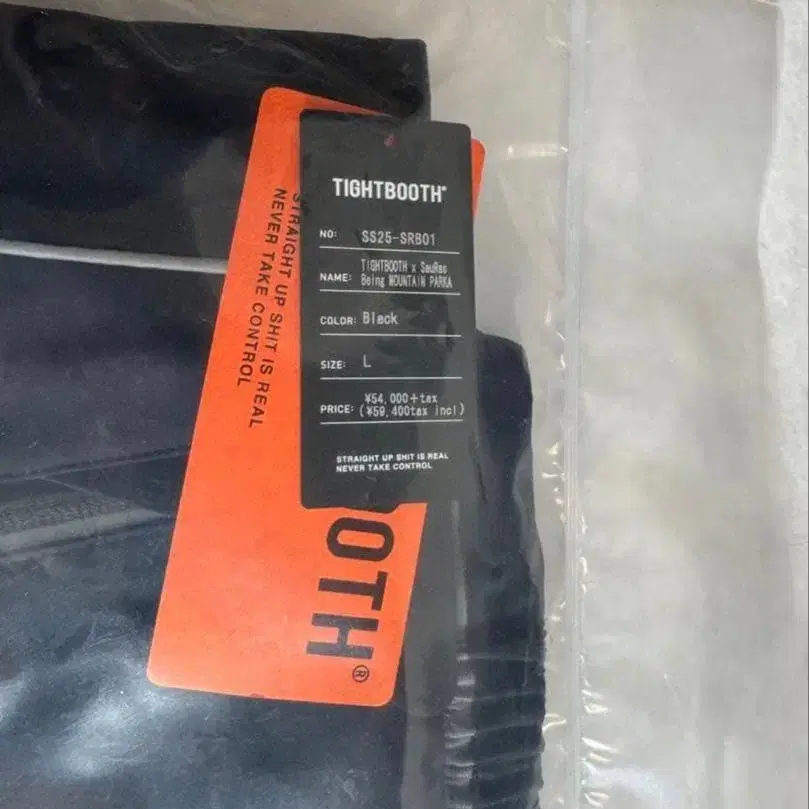 TIGHTBOOTH®
NO: SS25-SRB01
NAME: TIGHTBOOTH x SauRas
Being MOUNTAIN PARKA
COLOR: Black
SIZE: L
PRICE: ¥54,000+tax
(¥59,400tax incl)
STRAIGHT UP SHIT IS REAL
NEVER TAKE CONTROL
STRAIGHT UP SHIT IS REAL
NEVER TAKE CONTROL
OOTH®